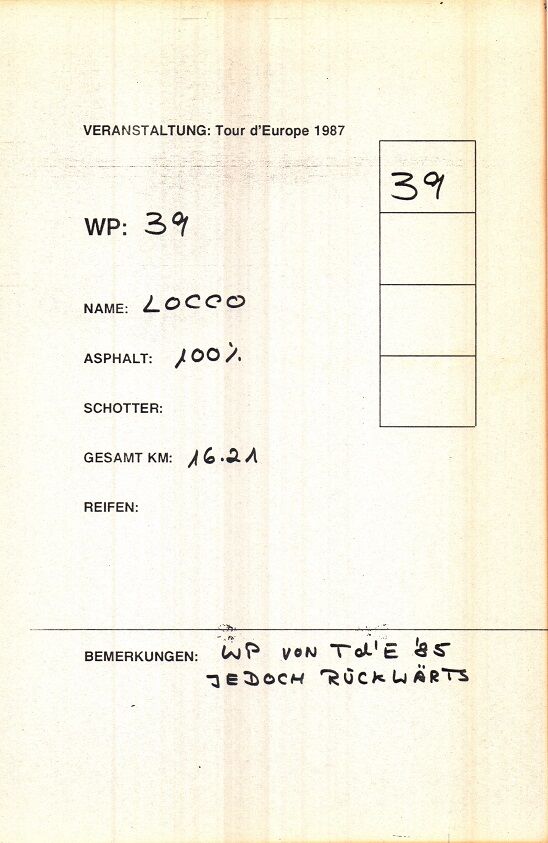 VERANSTALTUNG: Tour d'Europe 1987
39
WP: 39
NAME: LOCCO
ASPHALT: 100%
SCHOTTER:
GESAMT KM: 16.21
REIFEN:
BEMERKUNGEN: WP VON Td'E '85
JEDOCH RÜCKWÄRTS